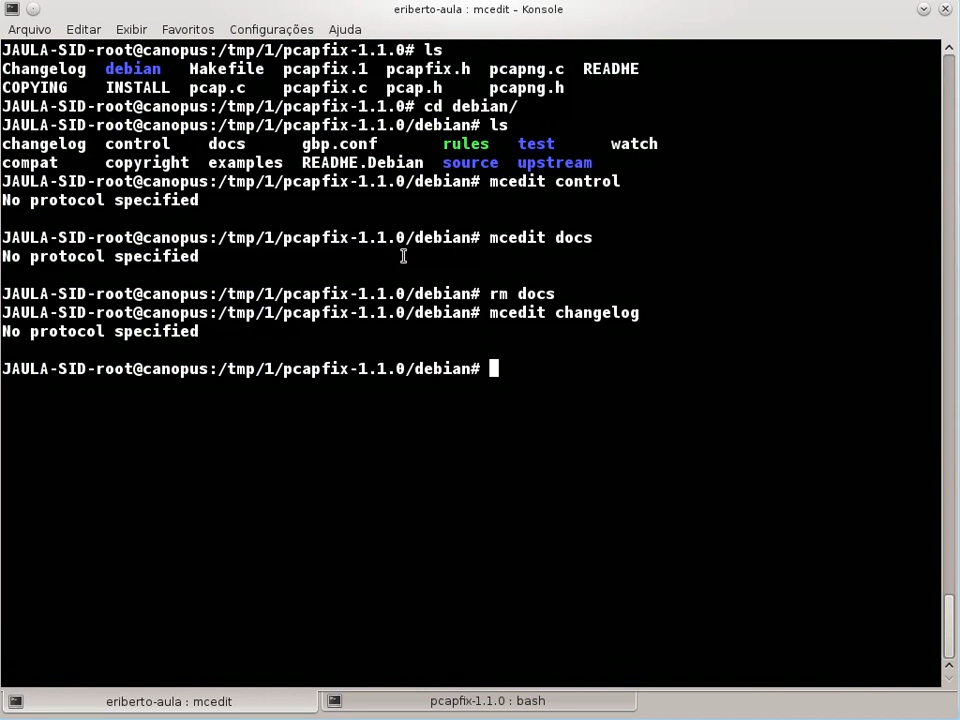 eriberto-aula : mcedit – Konsole
Arquivo Editar Exibir Favoritos Configurações Ajuda
JAULA-SID-root@canopus:/tmp/1/pcapfix-1.1.0# ls
Changelog debian Makefile pcapfix.1 pcapfix.h pcapng.c README
COPYING INSTALL pcap.c pcapfix.c pcap.h pcapng.h
JAULA-SID-root@canopus:/tmp/1/pcapfix-1.1.0# cd debian/
JAULA-SID-root@canopus:/tmp/1/pcapfix-1.1.0/debian# ls
changelog control docs gbp.conf rules test watch
compat copyright examples README.Debian source upstream
JAULA-SID-root@canopus:/tmp/1/pcapfix-1.1.0/debian# mcedit control
No protocol specified
JAULA-SID-root@canopus:/tmp/1/pcapfix-1.1.0/debian# mcedit docs
No protocol specified
JAULA-SID-root@canopus:/tmp/1/pcapfix-1.1.0/debian# rm docs
JAULA-SID-root@canopus:/tmp/1/pcapfix-1.1.0/debian# mcedit changelog
No protocol specified
JAULA-SID-root@canopus:/tmp/1/pcapfix-1.1.0/debian#
eriberto-aula: mcedit pcapfix-1.1.0 : bash